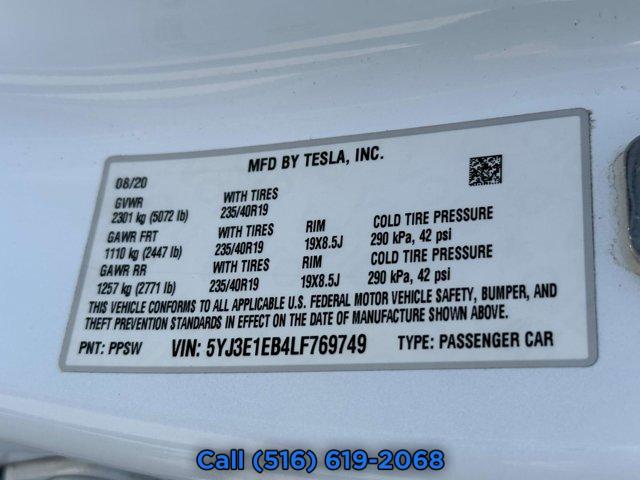 MFD BY TESLA, INC.
08/20
GVWR WITH TIRES
2301 kg (5072 lb) 235/40R19
GAWR FRT WITH TIRES RIM COLD TIRE PRESSURE
1110 kg (2447 lb) 235/40R19 19X8.5J 290 kPa, 42 psi
GAWR RR WITH TIRES RIM COLD TIRE PRESSURE
1257 kg (2771 lb) 235/40R19 19X8.5J 290 kPa, 42 psi
THIS VEHICLE CONFORMS TO ALL APPLICABLE U.S. FEDERAL MOTOR VEHICLE SAFETY, BUMPER, AND
THEFT PREVENTION STANDARDS IN EFFECT ON THE DATE OF MANUFACTURE SHOWN ABOVE.
PNT: PPSW VIN: 5YJ3E1EB4LF769749 TYPE: PASSENGER CAR
Call (516) 619-2068